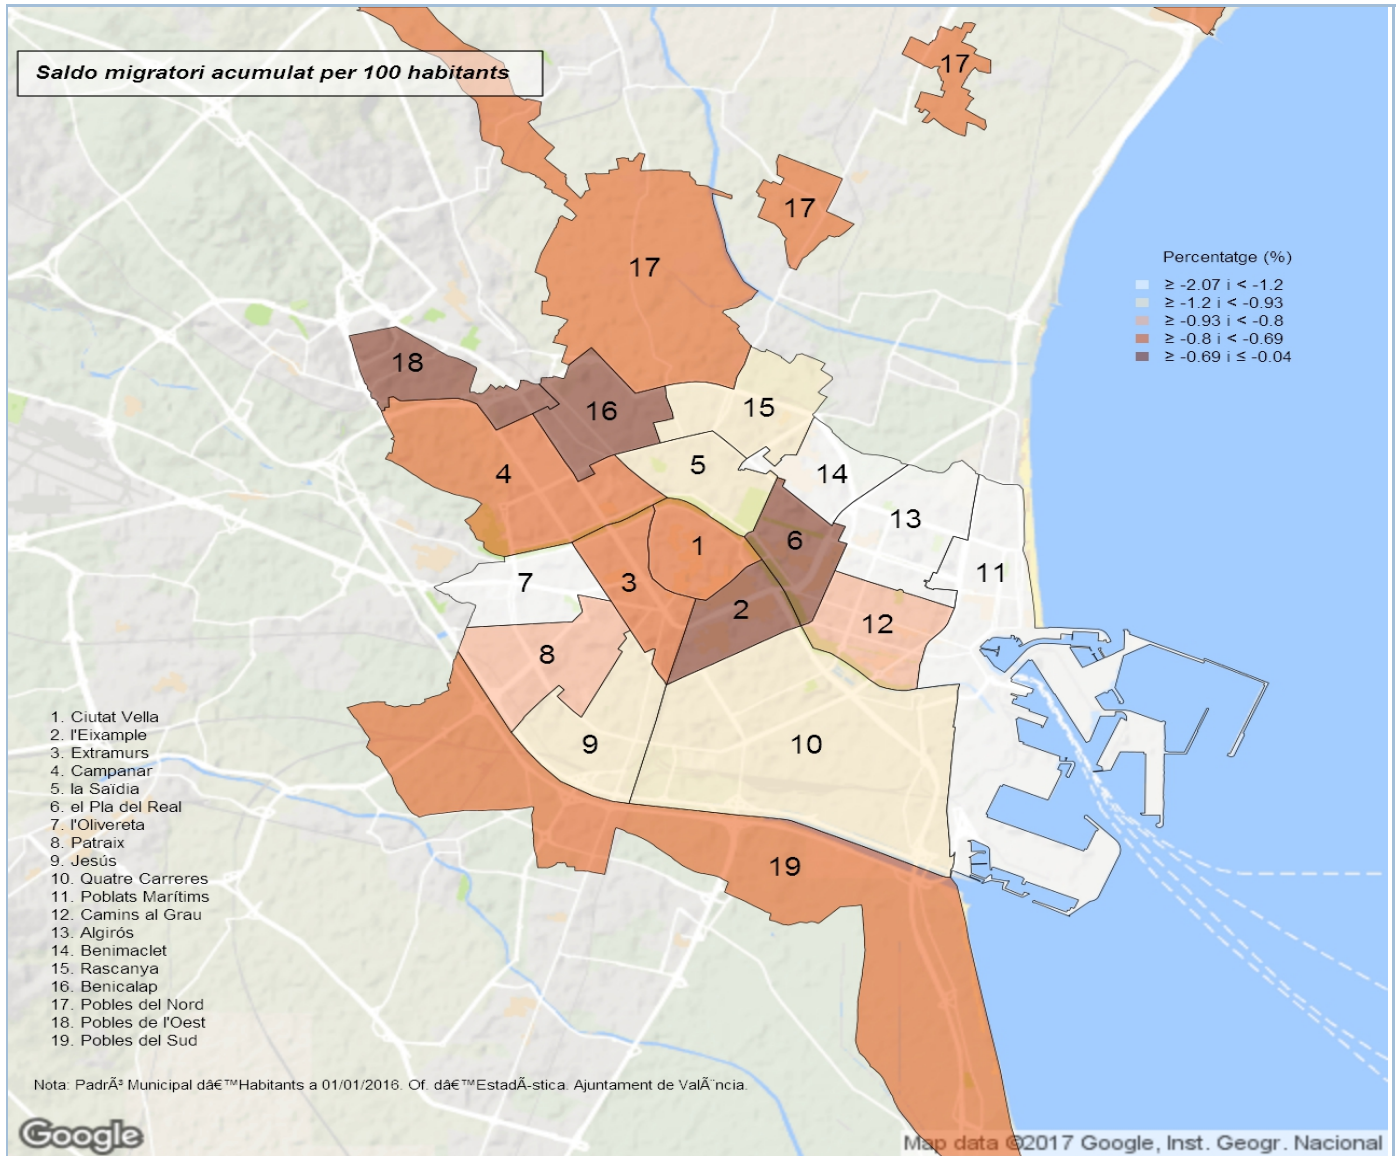 Saldo migratori acumulat per 100 habitants
17
17
17
Percentatge (%)
≥ -2.07 i < -1.2
≥ -1.2 i < -0.93
≥ -0.93 i < -0.8
≥ -0.8 i < -0.69
≥ -0.69 i ≤ -0.04
18
16
15
4
5
14
13
6
1
11
7
3
2
12
8
9
10
19
1. Ciutat Vella
2. l'Eixample
3. Extramurs
4. Campanar
5. la Saïdia
6. el Pla del Real
7. l'Olivereta
8. Patraix
9. Jesús
10. Quatre Carreres
11. Poblats Marítims
12. Camins al Grau
13. Algirós
14. Benimaclet
15. Rascanya
16. Benicalap
17. Pobles del Nord
18. Pobles de l'Oest
19. Pobles del Sud
Nota: PadrÃ³ Municipal dâ€™Habitants a 01/01/2016. Of. dâ€™EstadÃ-stica. Ajuntament de ValÃ¨ncia.
Google
Map data ©2017 Google, Inst. Geogr. Nacional